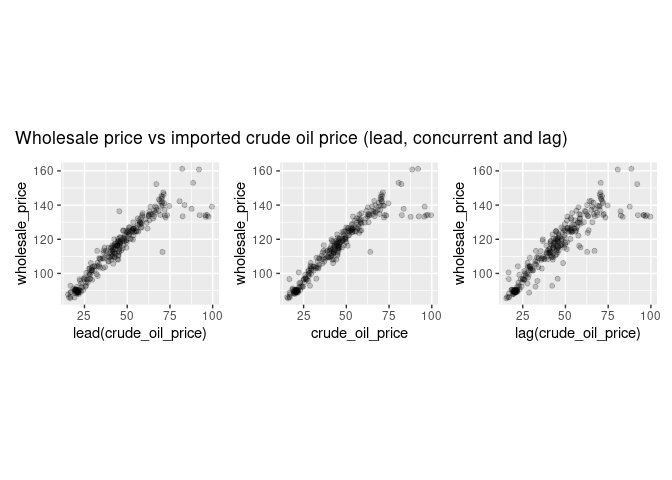 Wholesale price vs imported crude oil price (lead, concurrent and lag)
wholesale_price
160
140
120
100
25 50 75 100
lead(crude_oil_price)
wholesale_price
160
140
120
100
25 50 75 100
crude_oil_price
wholesale_price
160
140
120
100
25 50 75 100
lag(crude_oil_price)